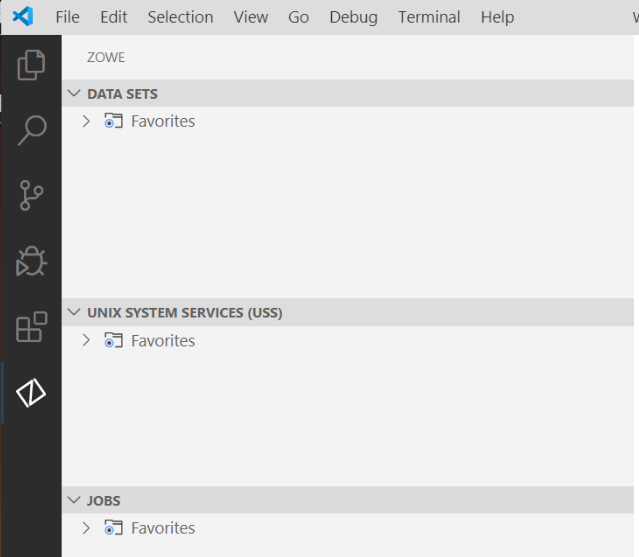 File Edit Selection View Go Debug Terminal Help
ZOWE
DATA SETS
Favorites
UNIX SYSTEM SERVICES (USS)
Favorites
JOBS
Favorites